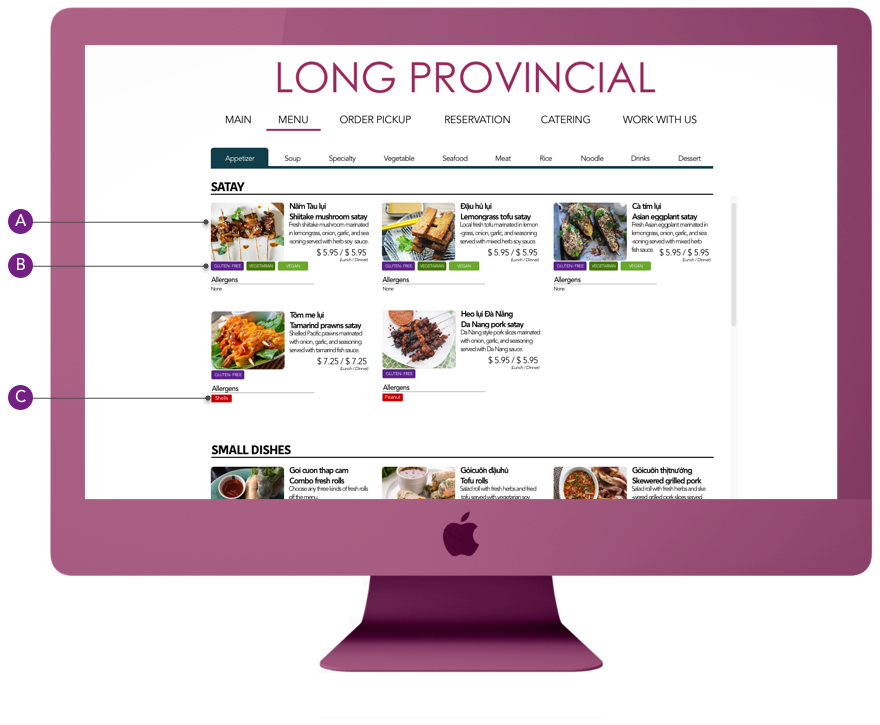 LONG PROVINCIAL
MAIN MENU ORDER PICKUP RESERVATION CATERING WORK WITH US
Appetizer Soup Specialty Vegetable Seafood Meat Rice Noodle Drinks Dessert
SATAY
A
Nấm Tàu lụi
Shiitake mushroom satay
Fresh shiitake mushroom marinated
in lemongrass, onion, garlic, and sea
-soning served with herb soy sauce.
$ 5.95 / $ 5.95
(Lunch / Dinner)
B
GLUTEN- FREE VEGETARIAN VEGAN
Allergens
None
Đậu hũ lụi
Lemongrass tofu satay
Local fresh tofu marinated in lemon
-grass, onion, garlic, and seasoning
served with mixed herb soy sauce.
$ 5.95 / $ 5.95
(Lunch / Dinner)
GLUTEN- FREE VEGETARIAN VEGAN
Allergens
None
Cà tím lụi
Asian eggplant satay
Fresh Asian eggplant marinated in
lemongrass, onion, garlic, and sea
-soning served with mixed herb
fish sauce.
$ 5.95 / $ 5.95
(Lunch / Dinner)
GLUTEN- FREE VEGETARIAN VEGAN
Allergens
None
Tôm me lụi
Tamarind prawns satay
Shelled Pacific prawns marinated
with onion, garlic, and seasoning
served with tamarind fish sauce.
$ 7.25 / $ 7.25
(Lunch / Dinner)
GLUTEN- FREE
Allergens
C
Shells
Heo lụi Đà Nẵng
Da Nang pork satay
Da Nang style pork slices marinated
with onion, garlic, and seasoning
served with Da Nang sauce.
$ 5.95 / $ 5.95
(Lunch / Dinner)
GLUTEN- FREE
Allergens
Peanut
SMALL DISHES
Goi cuon thap cam
Combo fresh rolls
Choose any three kinds of fresh rolls
off the menu.
Gỏicuốn đậuhủ
Tofu rolls
Salad roll with fresh herbs and fried
tofu served with vegetarian soy
Gỏicuốn thịtnướng
Skewered grilled pork
Salad roll with fresh herbs and ske
-wered grilled pork slices served